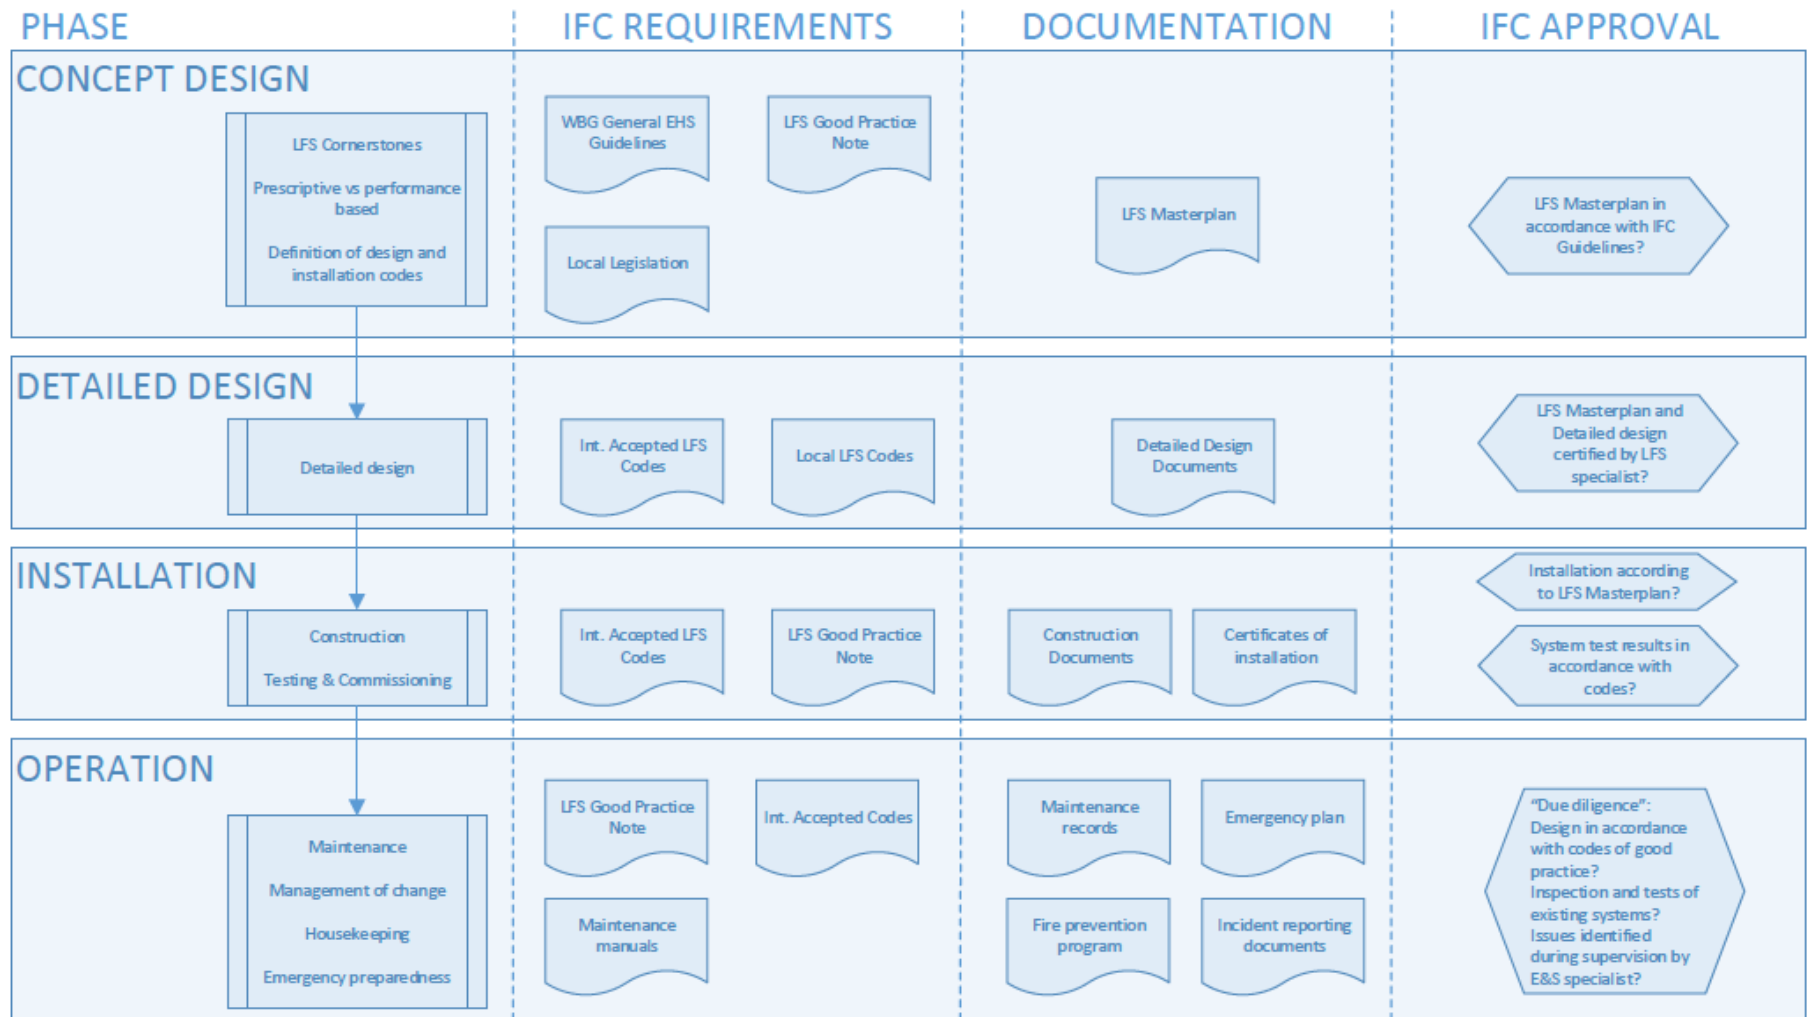 PHASE
IFC REQUIREMENTS
DOCUMENTATION
IFC APPROVAL
CONCEPT DESIGN
LFS Cornerstones
Prescriptive vs performance
based
Definition of design and
installation codes
WBG General EHS
Guidelines
LFS Good Practice
Note
Local Legislation
LFS Masterplan
LFS Masterplan in
accordance with IFC
Guidelines?
DETAILED DESIGN
Detailed design
Int. Accepted LFS
Codes
Local LFS Codes
Detailed Design
Documents
LFS Masterplan and
Detailed design
certified by LFS
specialist?
INSTALLATION
Construction
Testing & Commissioning
Int. Accepted LFS
Codes
LFS Good Practice
Note
Construction
Documents
Certificates of
installation
Installation according
to LFS Masterplan?
System test results in
accordance with
codes?
OPERATION
Maintenance
Management of change
Housekeeping
Emergency preparedness
LFS Good Practice
Note
Int. Accepted Codes
Maintenance
manuals
Maintenance
records
Emergency plan
Fire prevention
program
Incident reporting
documents
“Due diligence”:
Design in accordance
with codes of good
practice?
Inspection and tests of
existing systems?
Issues identified
during supervision by
E&S specialist?